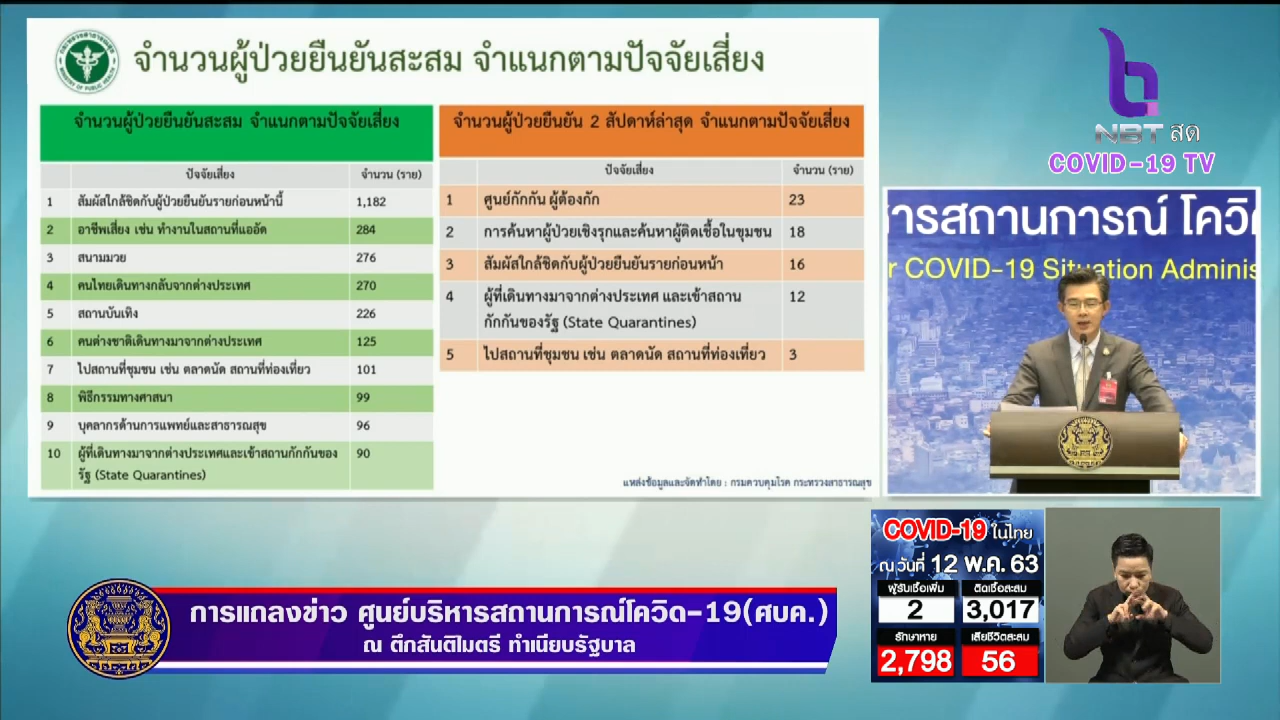 จำนวนผู้ป่วยยืนยันสะสม จำแนกตามปัจจัยเสี่ยง
จำนวนผู้ป่วยยืนยันสะสม จำแนกตามปัจจัยเสี่ยง
ปัจจัยเสี่ยง จำนวน (ราย)
1 สัมผัสใกล้ชิดกับผู้ป่วยยืนยันรายก่อนหน้านี้ 1,182
2 อาชีพเสี่ยง เช่น ทำงานในสถานที่แออัด 284
3 สนามมวย 276
4 คนไทยเดินทางกลับจากต่างประเทศ 270
5 สถานบันเทิง 226
6 คนต่างชาติเดินทางมาจากต่างประเทศ 125
7 ไปสถานที่ชุมชน เช่น ตลาดนัด สถานที่ท่องเที่ยว 101
8 พิธีกรรมทางศาสนา 99
9 บุคลากรด้านการแพทย์และสาธารณสุข 96
10 ผู้ที่เดินทางมาจากต่างประเทศและเข้าสถานกักกันของ 90
รัฐ (State Quarantines)
จำนวนผู้ป่วยยืนยัน 2 สัปดาห์ล่าสุด จำแนกตามปัจจัยเสี่ยง
ปัจจัยเสี่ยง จำนวน (ราย)
1 ศูนย์กักกัน ผู้ต้องกัก 23
2 การค้นหาผู้ป่วยเชิงรุกและค้นหาผู้ติดเชื้อในชุมชน 18
3 สัมผัสใกล้ชิดกับผู้ป่วยยืนยันรายก่อนหน้า 16
4 ผู้ที่เดินทางมาจากต่างประเทศ และเข้าสถาน 12
กักกันของรัฐ (State Quarantines)
5 ไปสถานที่ชุมชน เช่น ตลาดนัด สถานที่ท่องเที่ยว 3
แหล่งข้อมูลและจัดทำโดย : กรมควบคุมโรค กระทรวงสาธารณสุข
NBT สด
COVID-19 TV
ารสถานการณ์ โควิ
r COVID-19 Situation Adminis
COVID-19 ในไทย
ณ วันที่ 12 พ.ค. 63
ผู้รับเชื้อเพิ่ม ติดเชื้อสะสม
2 3,017
รักษาหาย เสียชีวิตสะสม
2,798 56
การแถลงข่าว ศูนย์บริหารสถานการณ์โควิด-19(ศบค.)
ณ ตึกสันติไมตรี ทำเนียบรัฐบาล